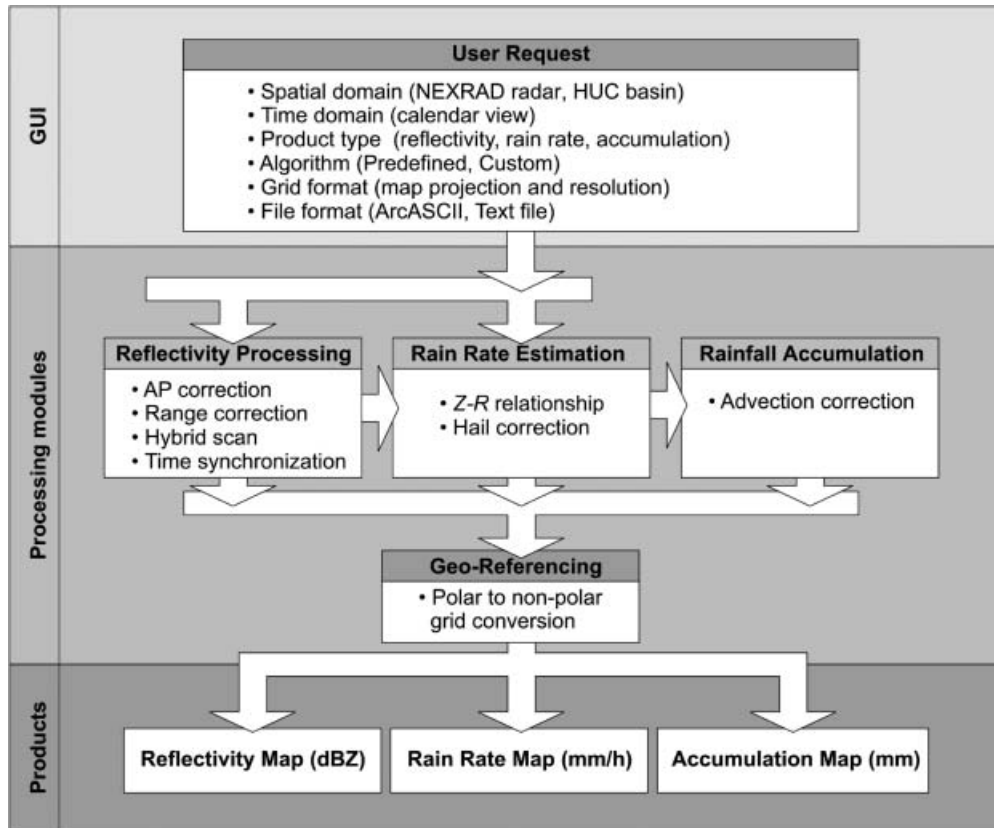 GUI
User Request
• Spatial domain (NEXRAD radar, HUC basin)
• Time domain (calendar view)
• Product type (reflectivity, rain rate, accumulation)
• Algorithm (Predefined, Custom)
• Grid format (map projection and resolution)
• File format (ArcASCII, Text file)
Processing modules
Reflectivity Processing
• AP correction
• Range correction
• Hybrid scan
• Time synchronization
Rain Rate Estimation
• Z-R relationship
• Hail correction
Rainfall Accumulation
• Advection correction
Geo-Referencing
• Polar to non-polar
grid conversion
Products
Reflectivity Map (dBZ)
Rain Rate Map (mm/h)
Accumulation Map (mm)